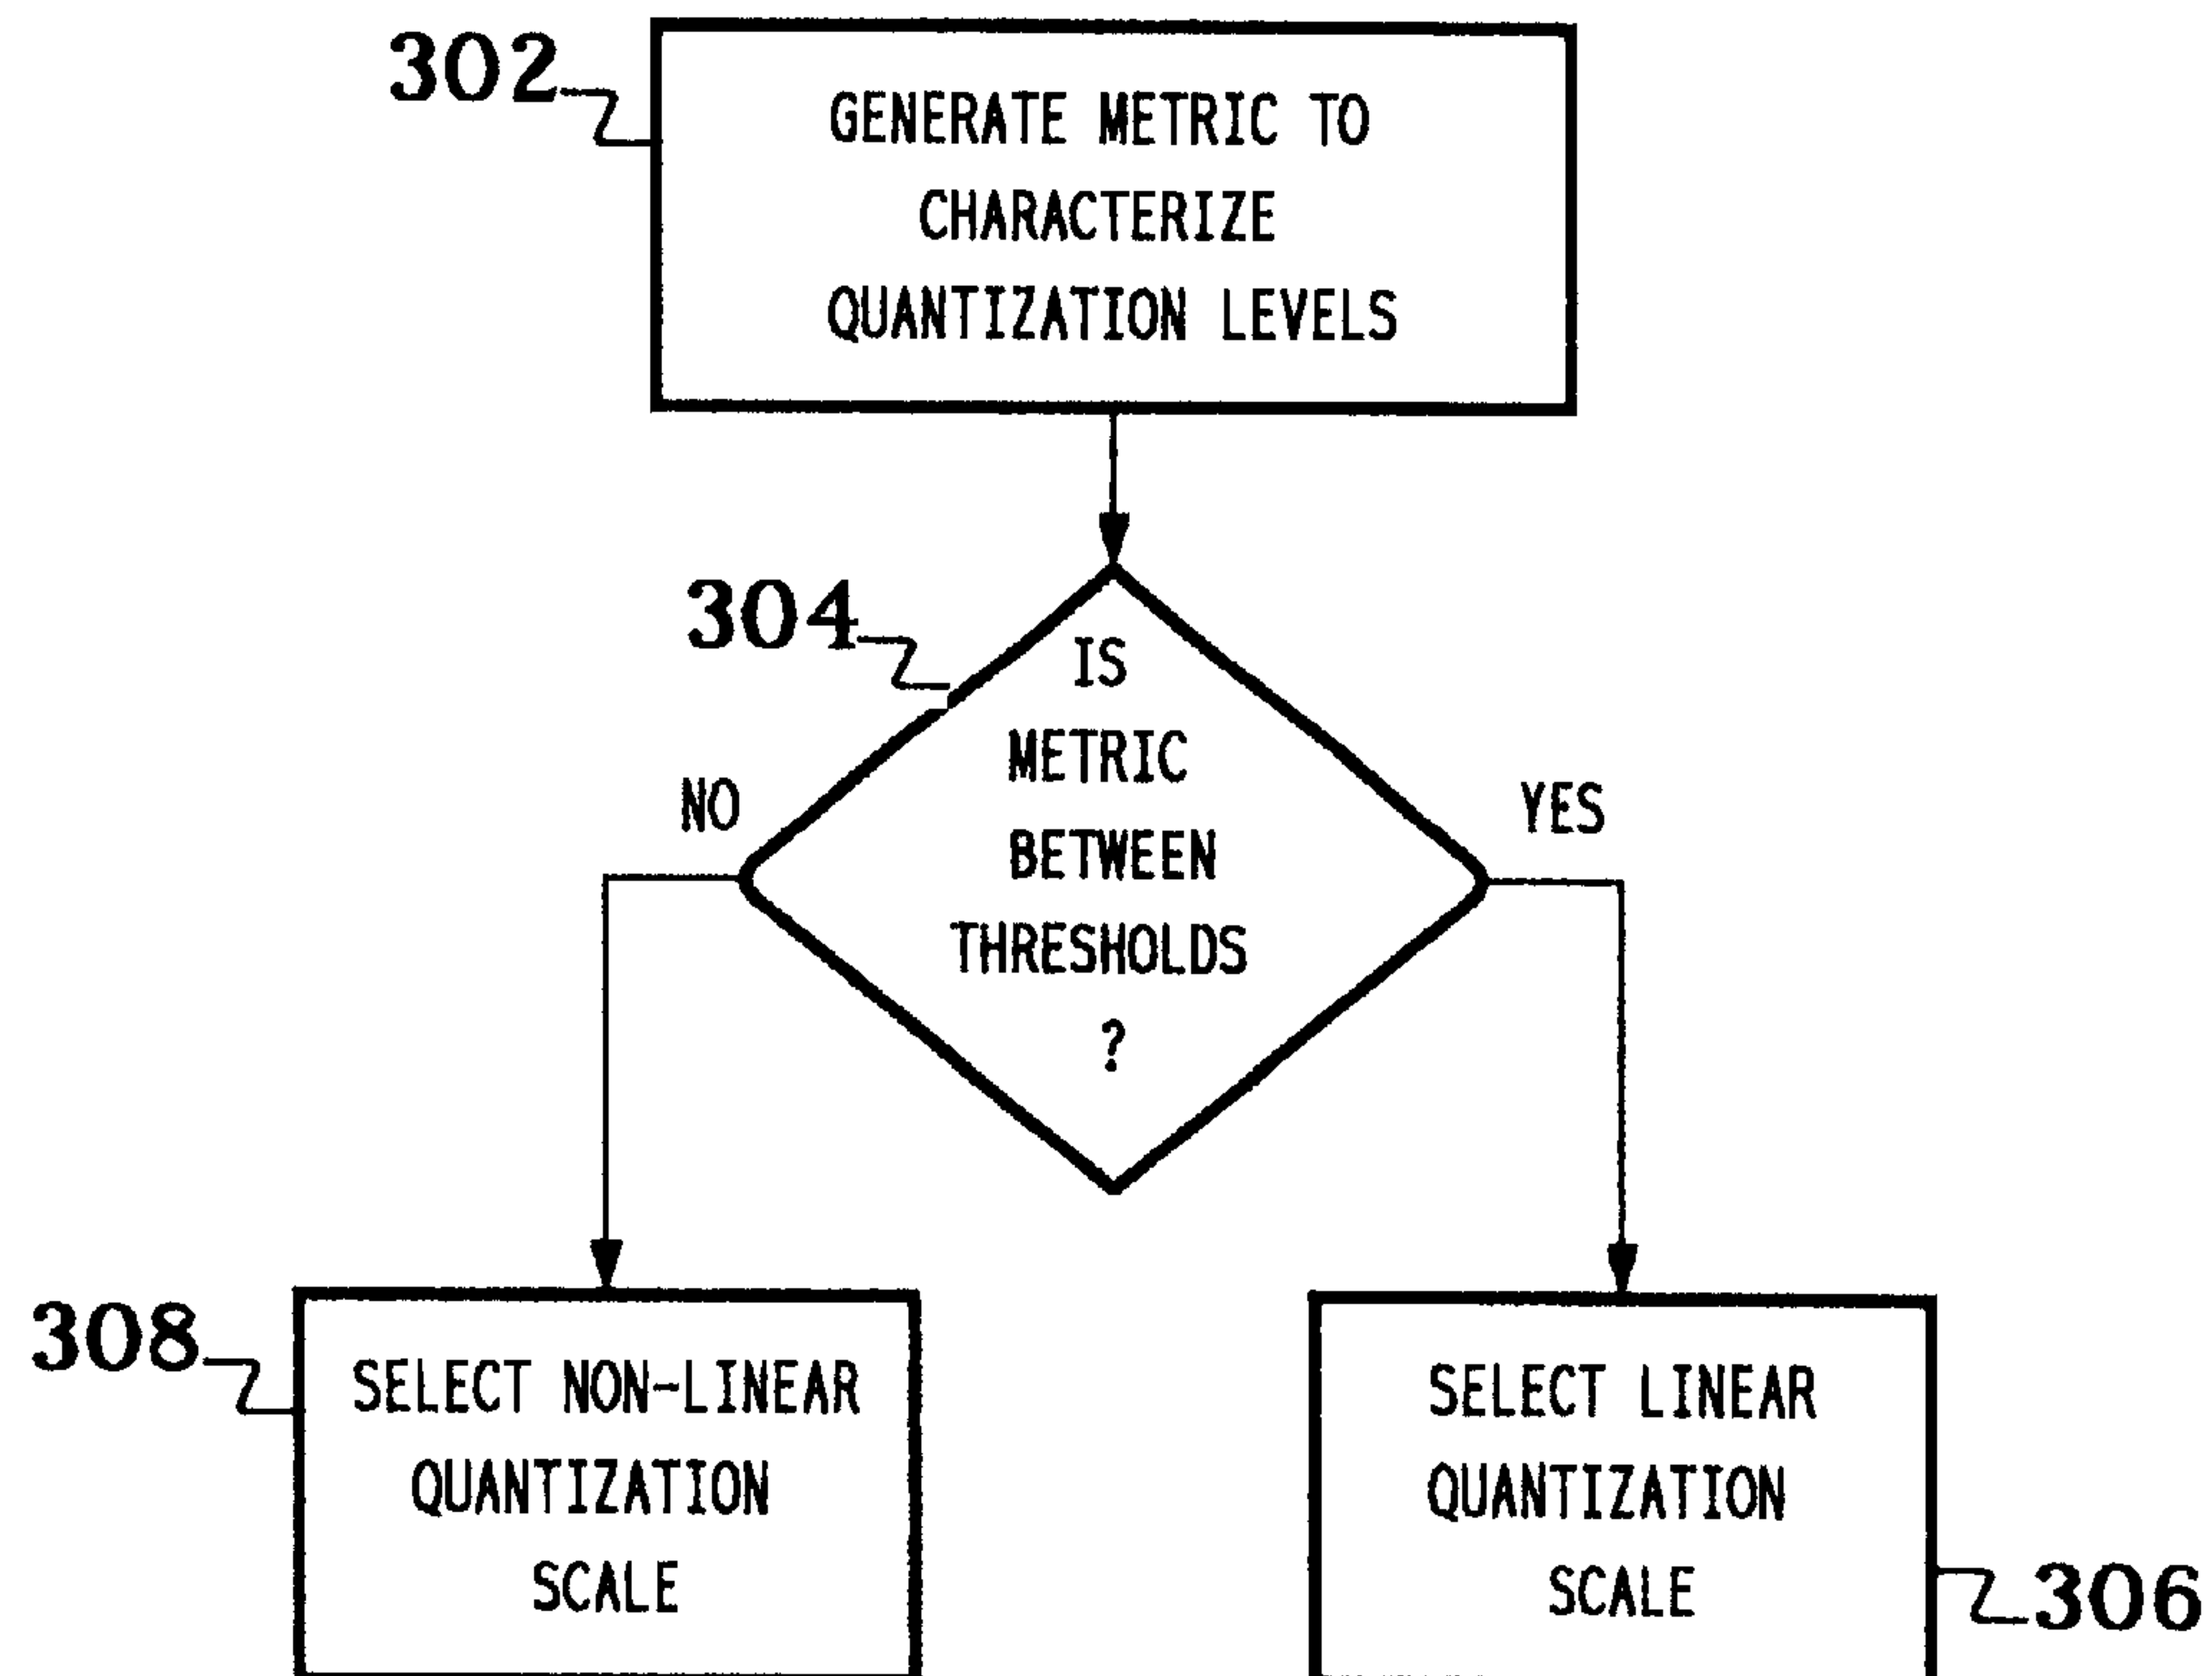 302
GENERATE METRIC TO
CHARACTERIZE
QUANTIZATION LEVELS
304
IS
METRIC
BETWEEN
THRESHOLDS
?
NO
YES
308
SELECT NON-LINEAR
QUANTIZATION
SCALE
SELECT LINEAR
QUANTIZATION
SCALE
306